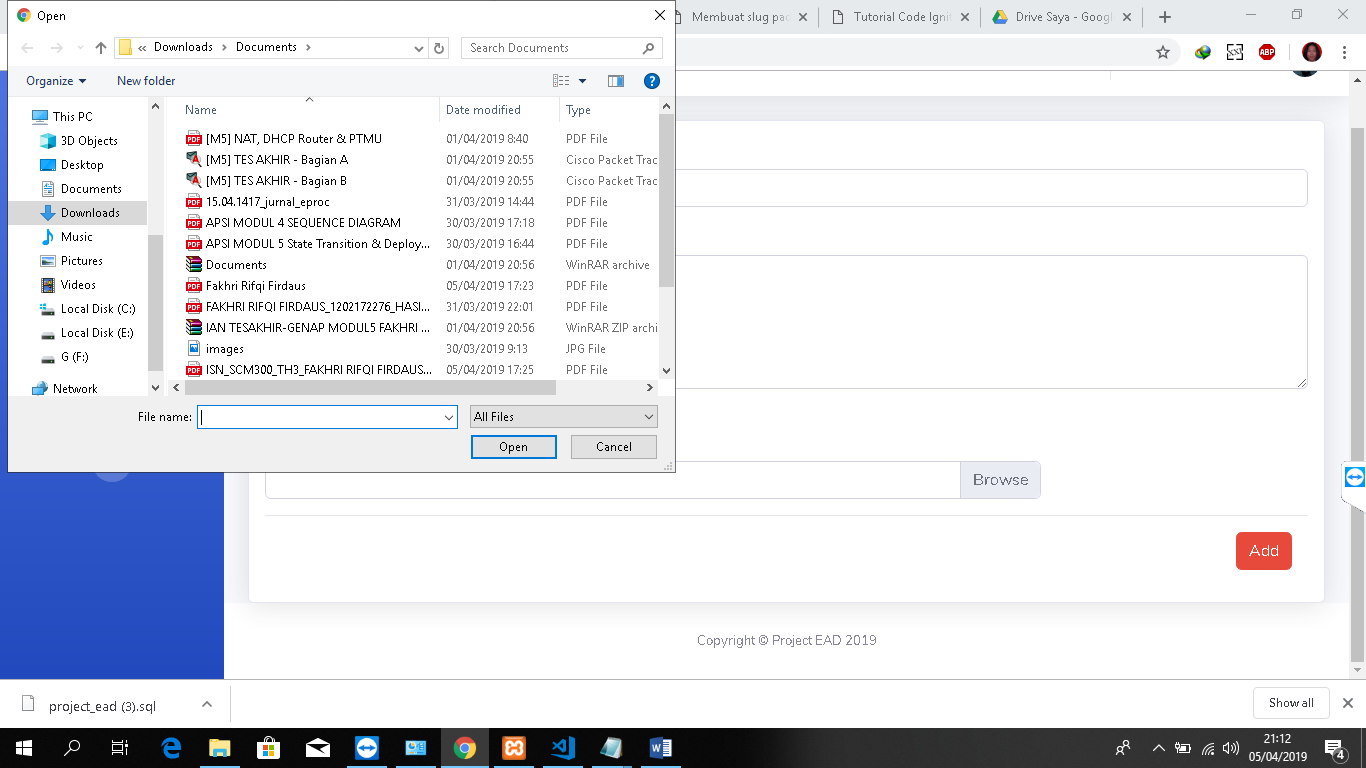 Open
Membuat slug pa
Tutorial Code Igni
Drive Saya - Googl
Downloads
Documents
Search Documents
ABP
Organize
New folder
This PC
3D Objects
Desktop
Documents
Downloads
Music
Pictures
Videos
Local Disk (C:)
Local Disk (E:)
G (F:)
Network
Name Date modified Type
[M5] NAT, DHCP Router & PTMU 01/04/2019 8:40 PDF File
[M5] TES AKHIR - Bagian A 01/04/2019 20:55 Cisco Packet Trac
[M5] TES AKHIR - Bagian B 01/04/2019 20:55 Cisco Packet Trac
15.04.1417_jurnal_eproc 31/03/2019 14:44 PDF File
APSI MODUL 4 SEQUENCE DIAGRAM 30/03/2019 17:18 PDF File
APSI MODUL 5 State Transition & Deploy... 30/03/2019 16:44 PDF File
Documents 01/04/2019 20:56 WinRAR archive
Fakhri Rifqi Firdaus 05/04/2019 17:23 PDF File
FAKHRI RIFQI FIRDAUS_1202172276_HASI... 31/03/2019 22:01 PDF File
IAN TESAKHIR-GENAP MODUL5 FAKHRI ... 01/04/2019 20:56 WinRAR ZIP archi
images 30/03/2019 9:13 JPG File
ISN_SCM300_TH3_FAKHRI RIFQI FIRDAUS... 05/04/2019 17:25 PDF File
File name:
All Files
Open
Cancel
Browse
Add
Copyright © Project EAD 2019
project_ead (3).sql
Show all
21:12
05/04/2019
4